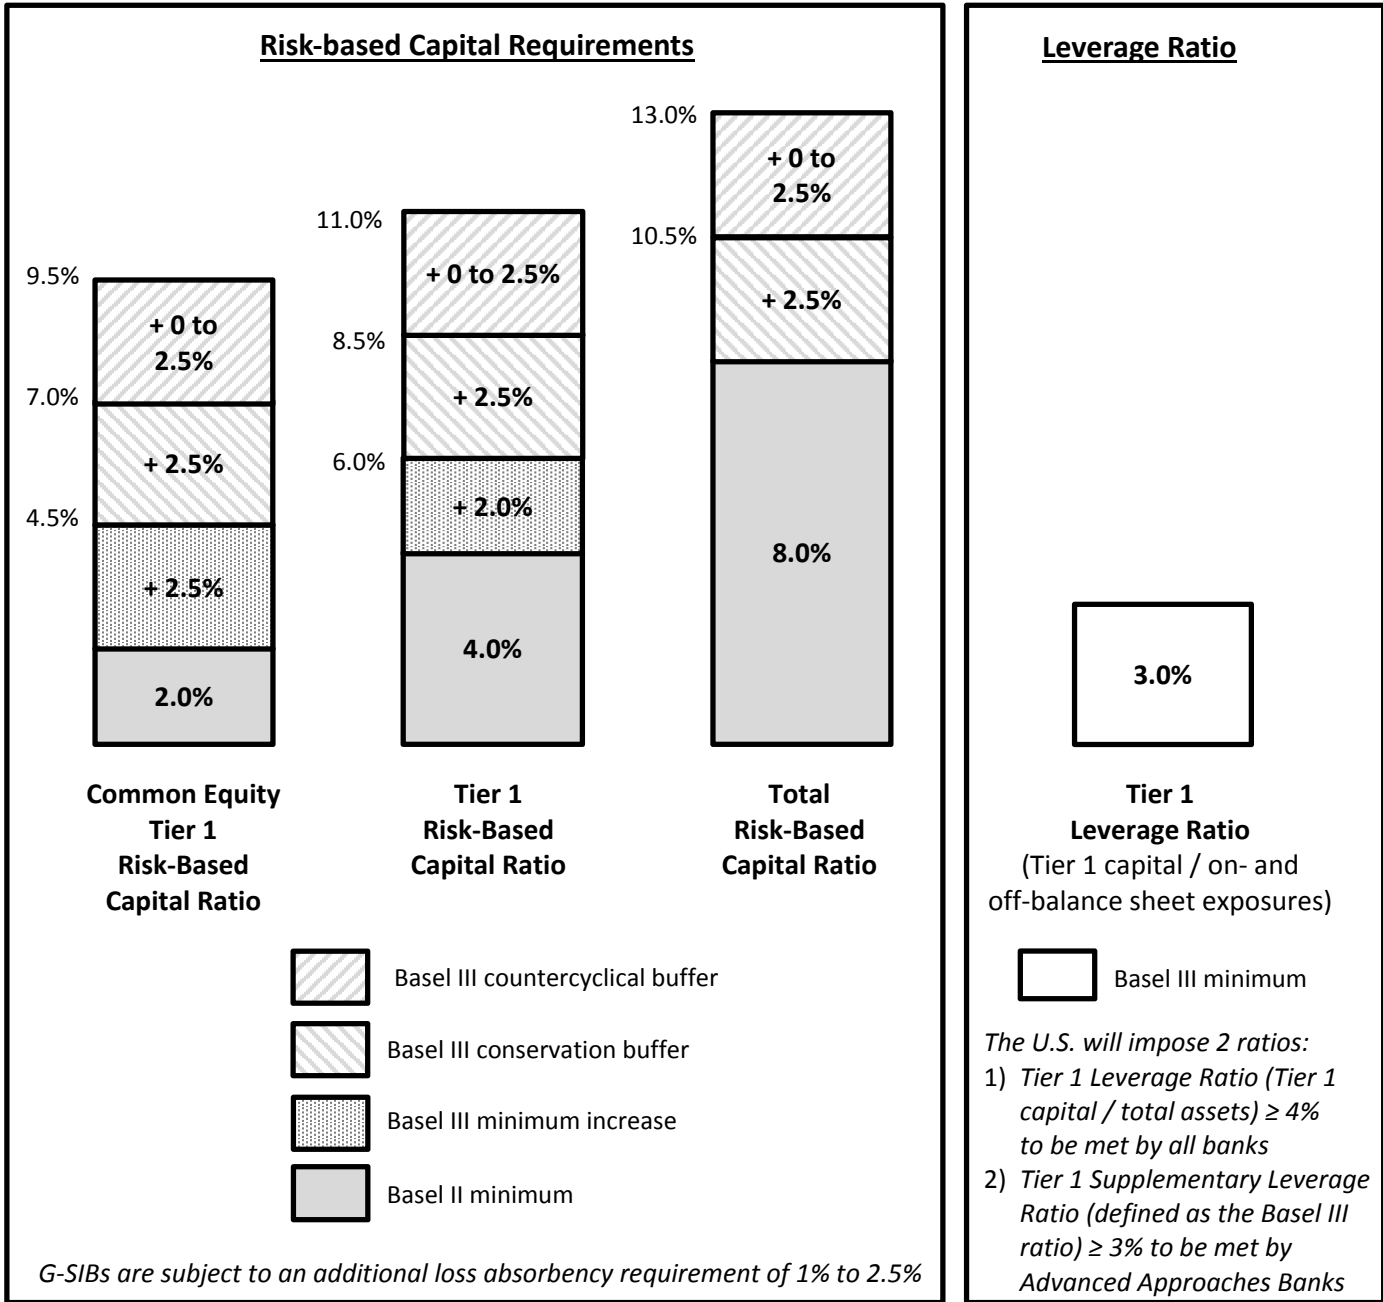 Risk-based Capital Requirements
9.5%
7.0%
4.5%
+ 0 to
2.5%
+ 2.5%
+ 2.5%
2.0%
Common Equity
Tier 1
Risk-Based
Capital Ratio
11.0%
8.5%
6.0%
+ 0 to 2.5%
+ 2.5%
+ 2.0%
4.0%
Tier 1
Risk-Based
Capital Ratio
13.0%
10.5%
+ 0 to
2.5%
+ 2.5%
8.0%
Total
Risk-Based
Capital Ratio
Basel III countercyclical buffer
Basel III conservation buffer
Basel III minimum increase
Basel II minimum
G-SIBs are subject to an additional loss absorbency requirement of 1% to 2.5%
Leverage Ratio
3.0%
Tier 1
Leverage Ratio
(Tier 1 capital / on- and
off-balance sheet exposures)
Basel III minimum
The U.S. will impose 2 ratios:
1) Tier 1 Leverage Ratio (Tier 1
capital / total assets) ≥ 4%
to be met by all banks
2) Tier 1 Supplementary Leverage
Ratio (defined as the Basel III
ratio) ≥ 3% to be met by
Advanced Approaches Banks